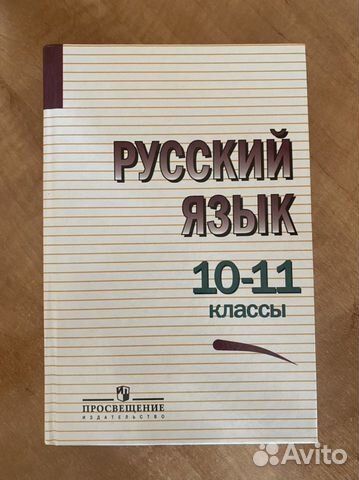 РУССКИЙ
ЯЗЫК
10-11
классы
ПРОСВЕЩЕНИЕ
ИЗДАТЕЛЬСТВО
Avito